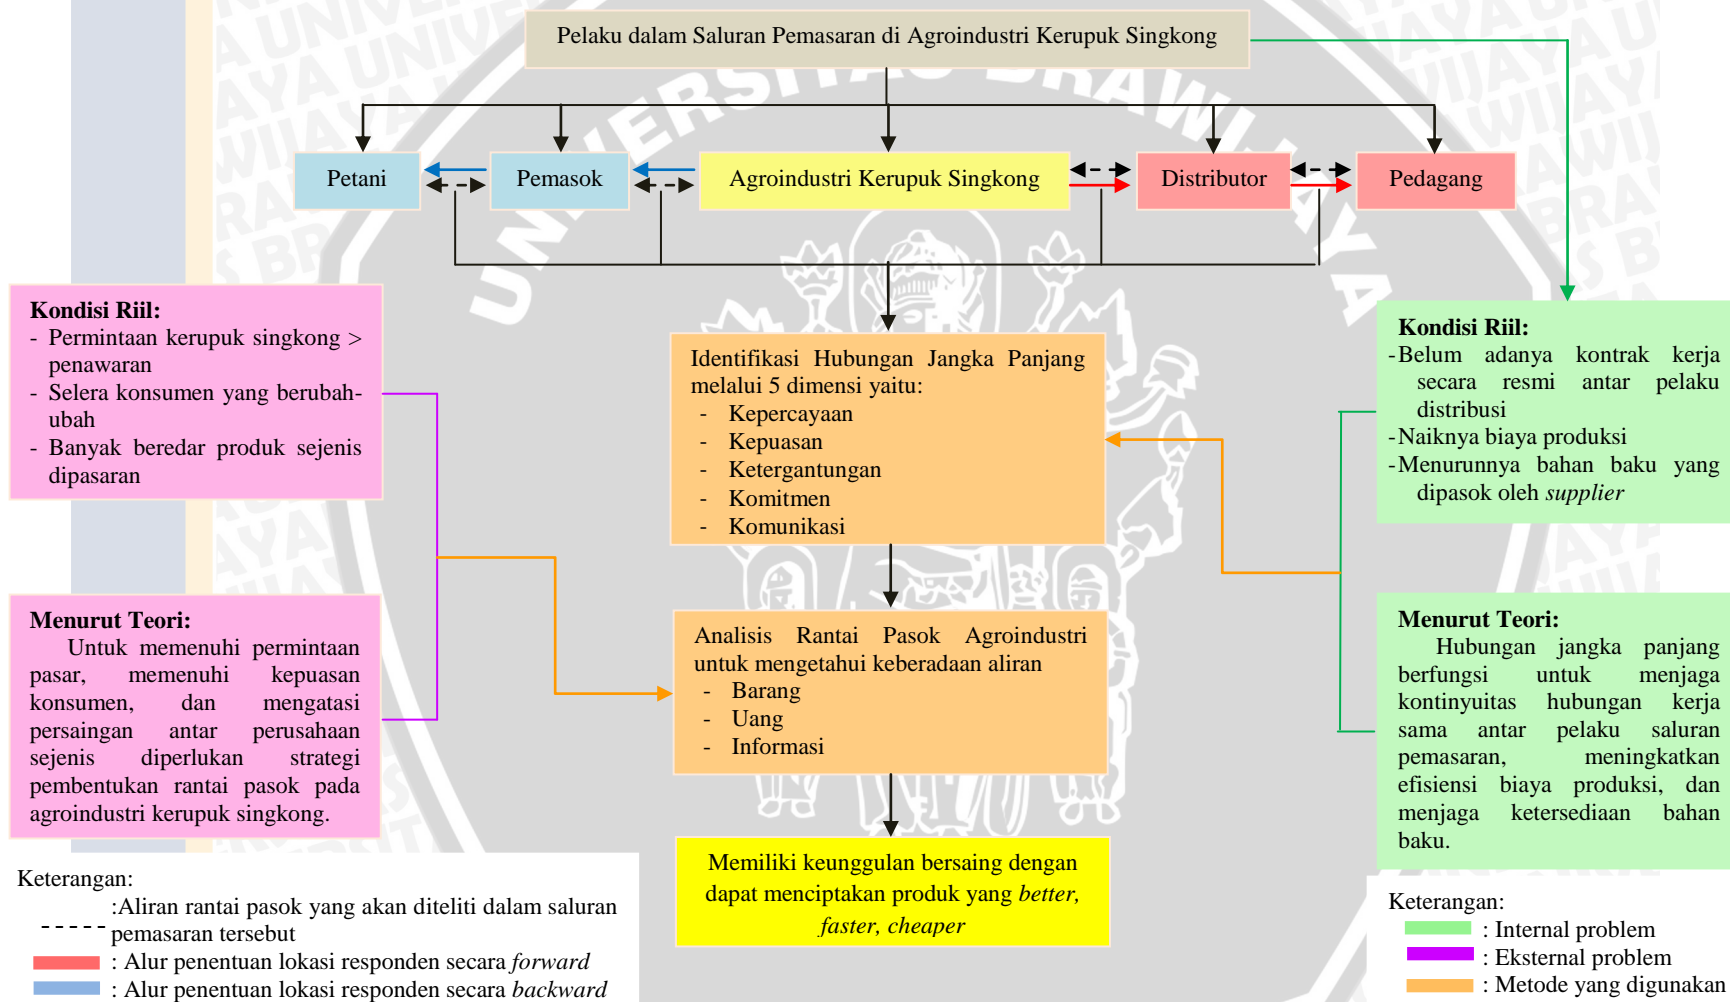 Pelaku dalam Saluran Pemasaran di Agroindustri Kerupuk Singkong
Petani
Pemasok
Agroindustri Kerupuk Singkong
Distributor
Pedagang
UNIVERSITAS BRAWIJAYA
Kondisi Riil:
- Permintaan kerupuk singkong >
penawaran
- Selera konsumen yang berubah-
ubah
- Banyak beredar produk sejenis
dipasaran
Identifikasi Hubungan Jangka Panjang
melalui 5 dimensi yaitu:
- Kepercayaan
- Kepuasan
- Ketergantungan
- Komitmen
- Komunikasi
Kondisi Riil:
-Belum adanya kontrak kerja
secara resmi antar pelaku
distribusi
-Naiknya biaya produksi
-Menurunnya bahan baku yang
dipasok oleh supplier
Menurut Teori:
Untuk memenuhi permintaan
pasar, memenuhi kepuasan
konsumen, dan mengatasi
persaingan antar perusahaan
sejenis diperlukan strategi
pembentukan rantai pasok pada
agroindustri kerupuk singkong.
Analisis Rantai Pasok Agroindustri
untuk mengetahui keberadaan aliran
- Barang
- Uang
- Informasi
Menurut Teori:
Hubungan jangka panjang
berfungsi untuk menjaga
kontinyuitas hubungan kerja
sama antar pelaku saluran
pemasaran, meningkatkan
efisiensi biaya produksi, dan
menjaga ketersediaan bahan
baku.
Memiliki keunggulan bersaing dengan
dapat menciptakan produk yang better,
faster, cheaper
Keterangan:
:Aliran rantai pasok yang akan diteliti dalam saluran
pemasaran tersebut
: Alur penentuan lokasi responden secara forward
: Alur penentuan lokasi responden secara backward
Keterangan:
: Internal problem
: Eksternal problem
: Metode yang digunakan